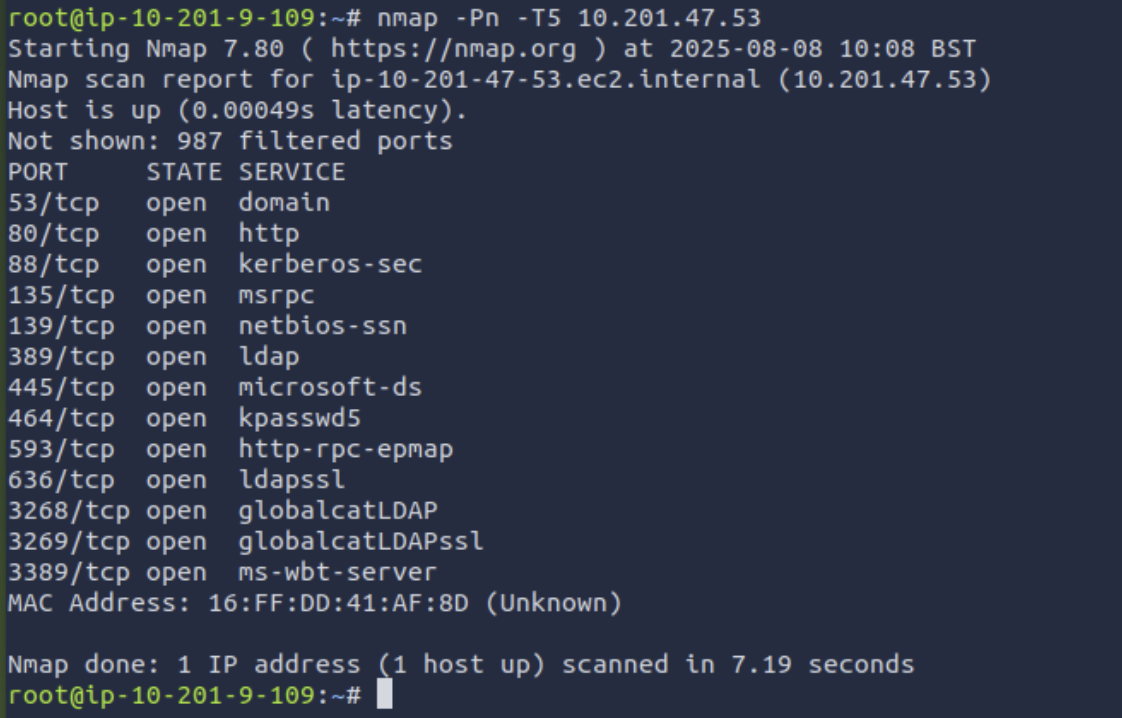 root@ip-10-201-9-109:~# nmap -Pn -T5 10.201.47.53
Starting Nmap 7.80 ( https://nmap.org ) at 2025-08-08 10:08 BST
Nmap scan report for ip-10-201-47-53.ec2.internal (10.201.47.53)
Host is up (0.00049s latency).
Not shown: 987 filtered ports
PORT     STATE SERVICE
53/tcp   open  domain
80/tcp   open  http
88/tcp   open  kerberos-sec
135/tcp  open  msrpc
139/tcp  open  netbios-ssn
389/tcp  open  ldap
445/tcp  open  microsoft-ds
464/tcp  open  kpasswd5
593/tcp  open  http-rpc-epmap
636/tcp  open  ldapssl
3268/tcp open  globalcatLDAP
3269/tcp open  globalcatLDAPssl
3389/tcp open  ms-wbt-server
MAC Address: 16:FF:DD:41:AF:8D (Unknown)

Nmap done: 1 IP address (1 host up) scanned in 7.19 seconds
root@ip-10-201-9-109:~#